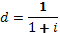 d = 1 / (1 + i)